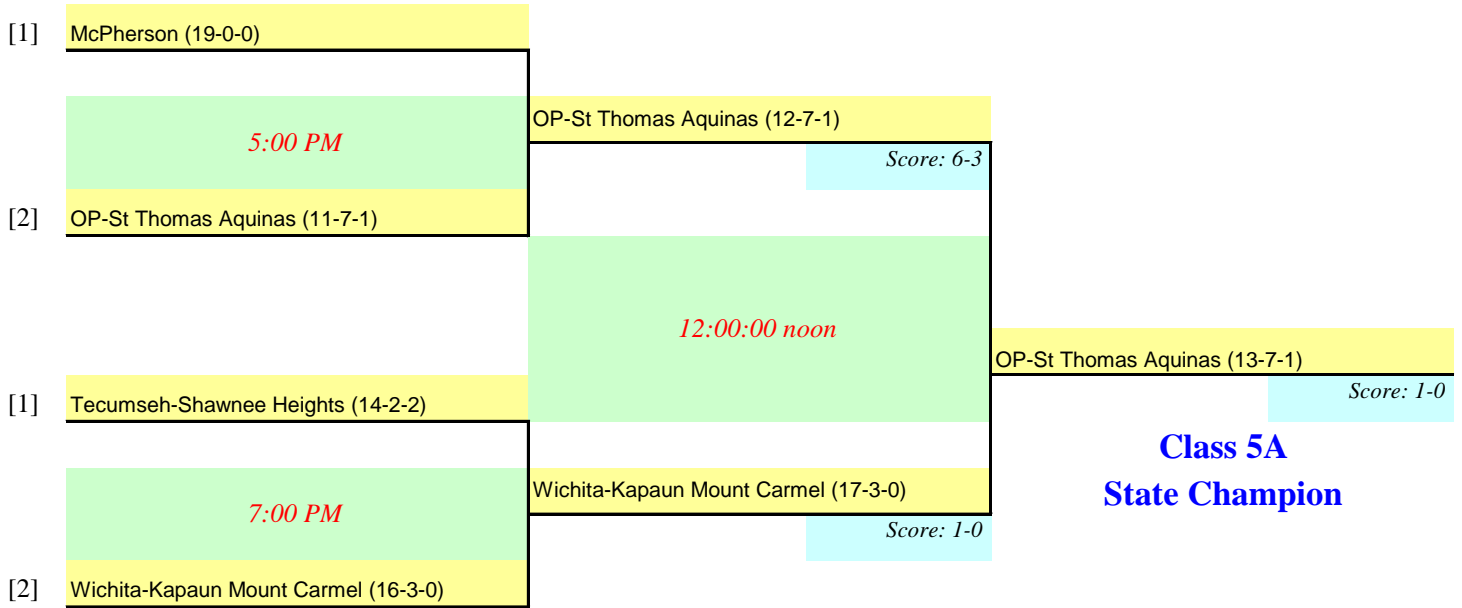 [1] McPherson (19-0-0)
OP-St Thomas Aquinas (12-7-1)
5:00 PM
Score: 6-3
[2] OP-St Thomas Aquinas (11-7-1)
12:00:00 noon
OP-St Thomas Aquinas (13-7-1)
Score: 1-0
[1] Tecumseh-Shawnee Heights (14-2-2)
Class 5A
State Champion
Wichita-Kapaun Mount Carmel (17-3-0)
7:00 PM
Score: 1-0
[2] Wichita-Kapaun Mount Carmel (16-3-0)